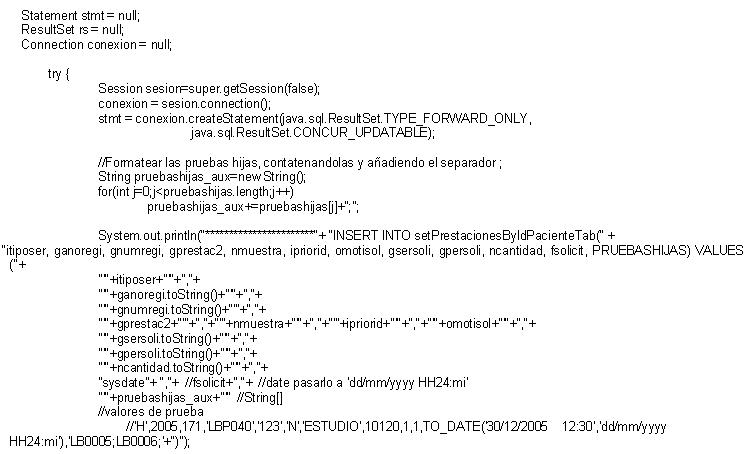 Statement stmt = null;
ResultSet rs = null;
Connection conexion = null;
try {
Session sesion=super.getSession(false);
conexion = sesion.connection();
stmt = conexion.createStatement(java.sql.ResultSet.TYPE_FORWARD_ONLY,
java.sql.ResultSet.CONCUR_UPDATABLE);
//Formatear las pruebas hijas, contatenandolas y añadiendo el separador ;
String pruebashijas_aux=new String();
for(int j=0;j<pruebashijas.length;j++)
pruebashijas_aux+=pruebashijas[j]+";";
System.out.println("***********************"+"INSERT INTO setPrestacionesByIdPacienteTab(" +
"itiposer, ganoregi, gnumregi, gprestac2, nmuestra, ipriorid, omotisol, gsersoli, gpersoli, ncantidad, fsolicit, PRUEBASHIJAS) VALUES
("+
"'"+itiposer+"'"+","+
"'"+ganoregi.toString()+"'"+","+
"'"+gnumregi.toString()+"'"+","+
"'"+gprestac2+"'"+","+"'"+nmuestra+"'"+","+"'"+ipriorid+"'"+","+"'"+omotisol+"'"+","+
"'"+gsersoli.toString()+"'"+","+
"'"+gpersoli.toString()+"'"+","+
"'"+ncantidad.toString()+"'"+","+
"sysdate"+ ","+ //fsolicit+","+ //date pasarlo a 'dd/mm/yyyy HH24:mi'
"'"+pruebashijas_aux+"'" //String[]
//valores de prueba
//'H',2005,171,'LBP040','123','N','ESTUDIO',10120,1,1,TO_DATE('30/12/2005 12:30','dd/mm/yyyy
HH24:mi'),'LB0005;LB0006;'+")");